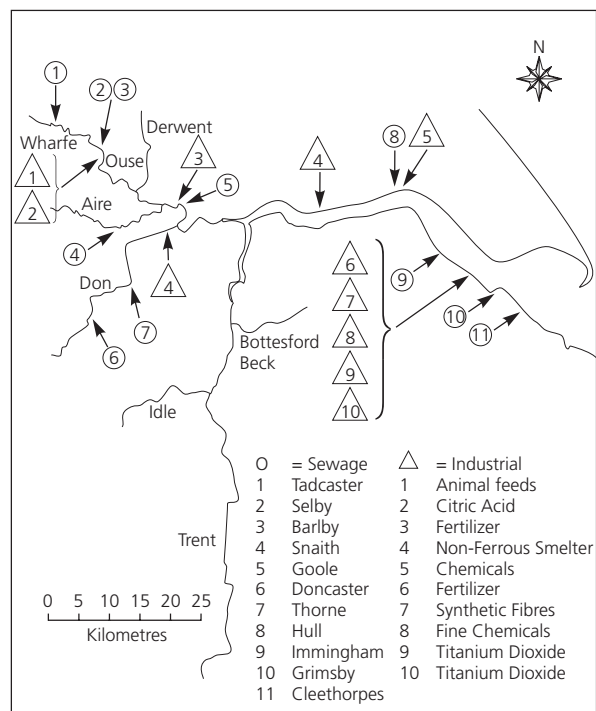 N
1
2 3
Derwent
Wharfe
Ouse
1
2
3
4
8
5
5
Aire
4
4
Don
7
6
Bottesford
Beck
6
7
8
9
10
9
10
11
Idle
Trent
O = Sewage
1 Tadcaster
2 Selby
3 Barlby
4 Snaith
5 Goole
6 Doncaster
7 Thorne
8 Hull
9 Immingham
10 Grimsby
11 Cleethorpes
△ = Industrial
1 Animal feeds
2 Citric Acid
3 Fertilizer
4 Non-Ferrous Smelter
5 Chemicals
6 Fertilizer
7 Synthetic Fibres
8 Fine Chemicals
9 Titanium Dioxide
10 Titanium Dioxide
0 5 10 15 20 25
Kilometres